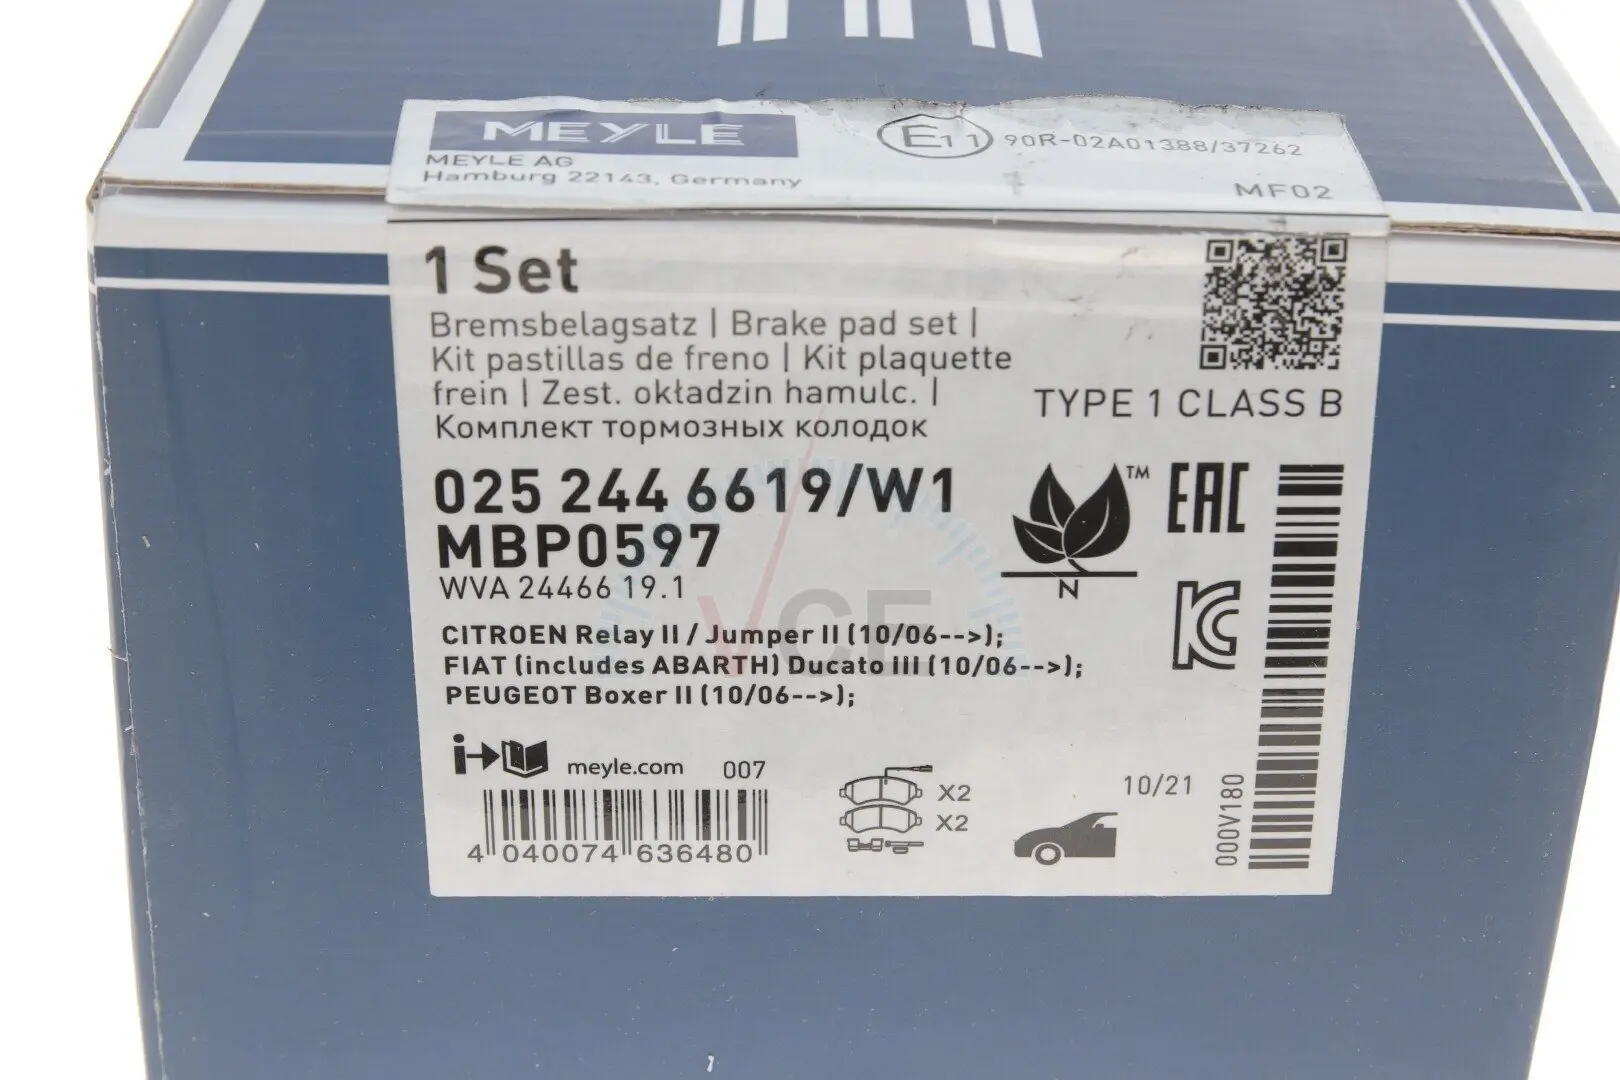 MEYLE
MEYLE AG
Hamburg 22143, Germany
E11 90R-02A01388/37262
MF02
1 Set
Bremsbelagsatz | Brake pad set |
Kit pastillas de freno | Kit plaquette
frein | Zest. okładzin hamulc. |
Комплект тормозных колодок
TYPE 1 CLASS B
025 244 6619/W1
MBP0597
WVA 24466 19.1
™
N
EAC
KC
VCE
CITROEN Relay II / Jumper II (10/06-->);
FIAT (includes ABARTH) Ducato III (10/06-->);
PEUGEOT Boxer II (10/06-->);
i
meyle.com 007
4 040074 636480
X2
X2
10/21
000V180